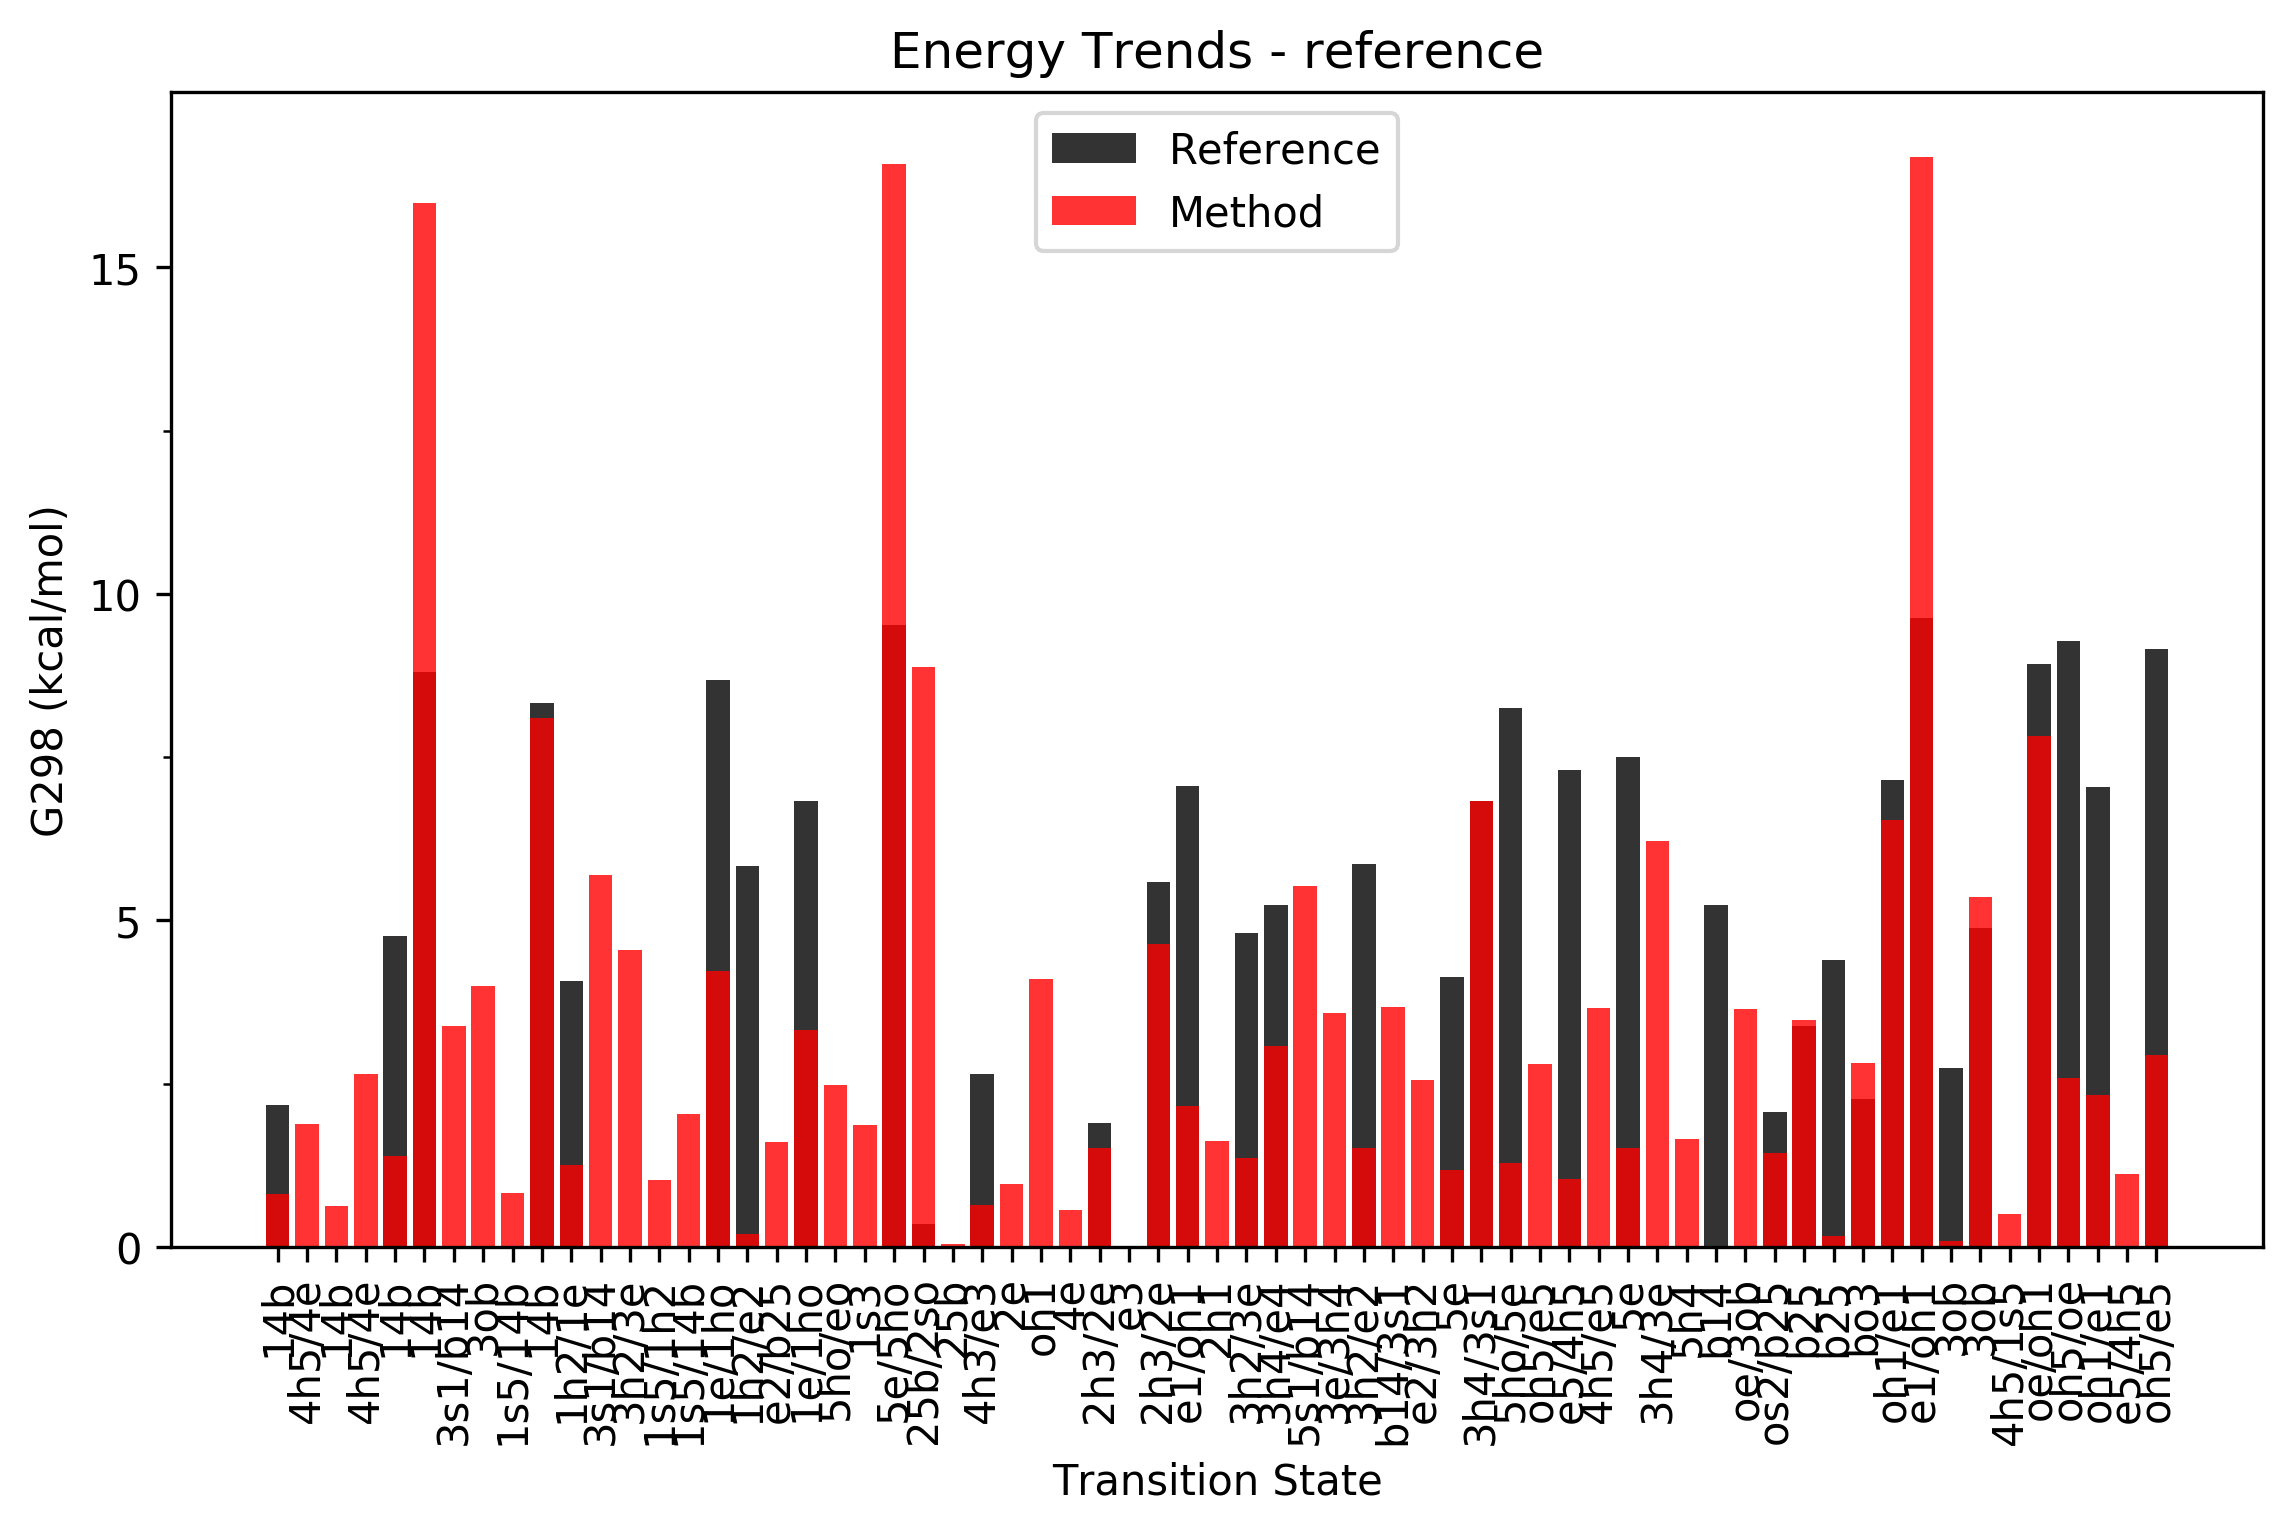 Energy Trends - reference
Reference
Method
G298 (kcal/mol)
15
10
5
0
14b
4h5/4e
14b
4h5/4e
14b
14b
3s1/b14
3ob
1s5/14b
14b
1h2/1e
3s1/b14
3h2/3e
1s5/1h2
1s5/14b
1e/1ho
1h2/e2
e2/b25
1e/1ho
5ho/eo
1s3
5e/5ho
25b/2so
25b
4h3/e3
2e
oh1
4e
2h3/2e
e3
2h3/2e
e1/oh1
2h1
3h2/3e
3h4/e4
5s1/b14
3e/3h4
3h2/e2
b14/3s1
e2/3h2
5e
3h4/3s1
5ho/5e
oh5/e5
e5/4h5
4h5/e5
5e
3h4/3e
5h4
b14
oe/3ob
os2/b25
b25
b25
bo3
oh1/e1
e1/oh1
3ob
3ob
4h5/1s5
oe/oh1
oh5/oe
oh1/e1
e5/4h5
oh5/e5
Transition State